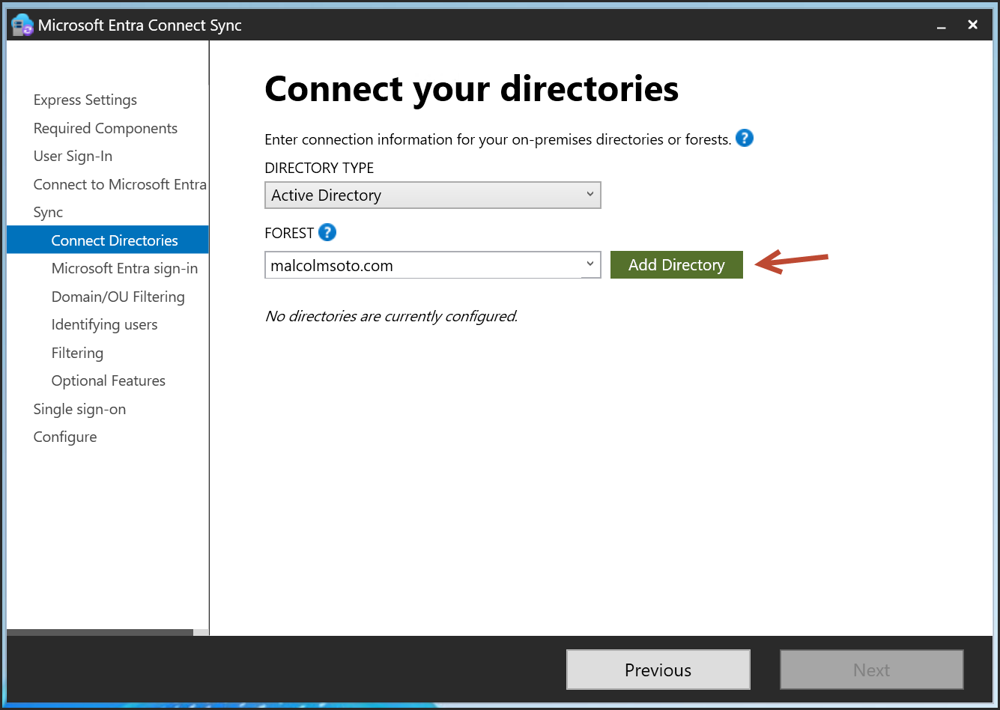 Microsoft Entra Connect Sync
Express Settings
Required Components
User Sign-In
Connect to Microsoft Entra
Sync
Connect Directories
Microsoft Entra sign-in
Domain/OU Filtering
Identifying users
Filtering
Optional Features
Single sign-on
Configure
Connect your directories
Enter connection information for your on-premises directories or forests. ?
DIRECTORY TYPE
Active Directory
FOREST ?
malcolmsoto.com
Add Directory
No directories are currently configured.
Previous
Next